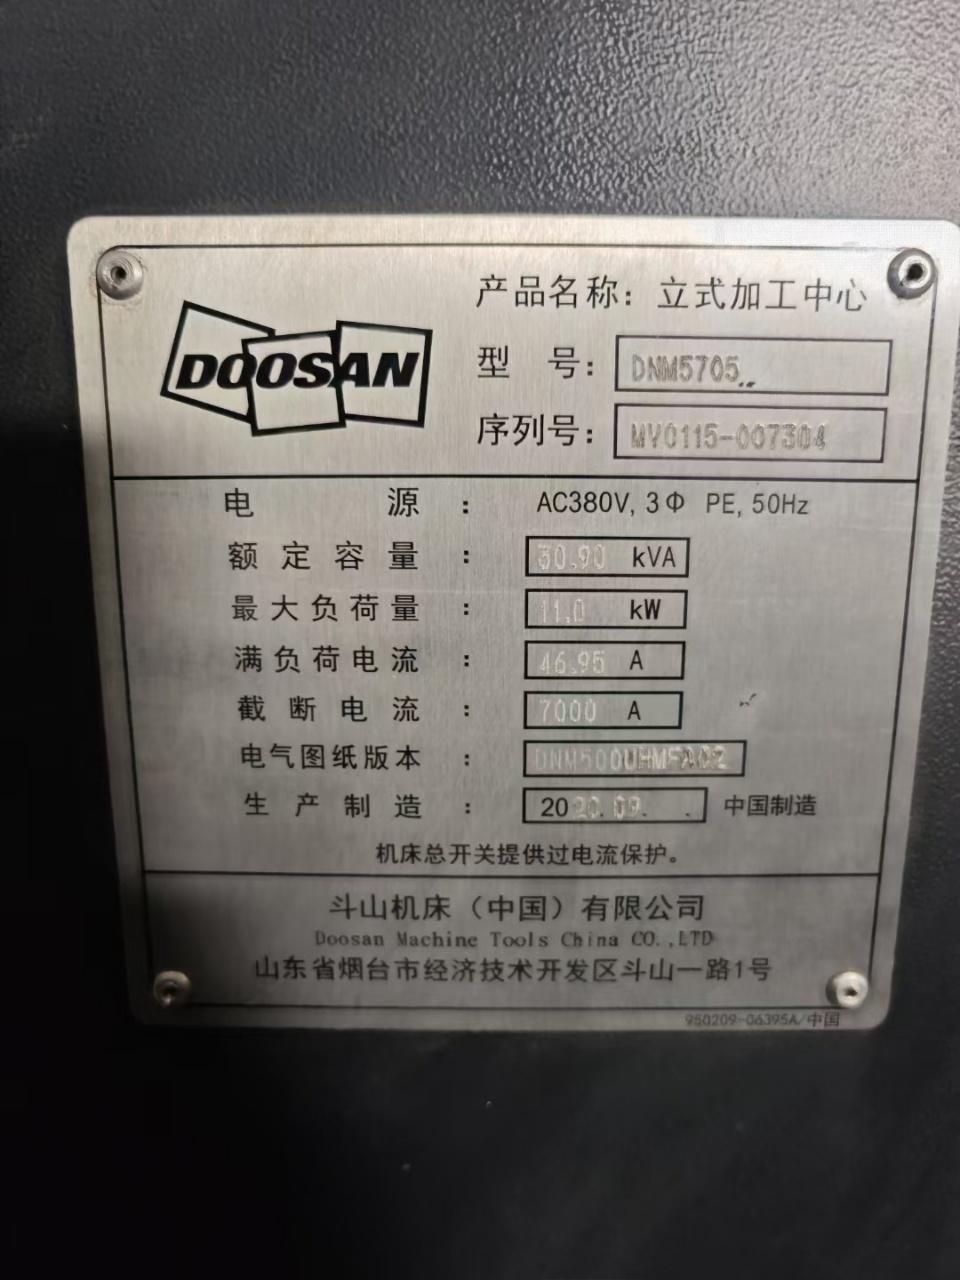 DOOSAN
产品名称：立式加工中心
型 号： DNM5705
序列号： MV0115-007304
电 源 ： AC380V, 3Φ PE, 50Hz
额定容量 ： 30.90 kVA
最大负荷量 ： 11.0 kW
满负荷电流 ： 46.95 A
截断电流 ： 7000 A
电气图纸版本 ：
生产制造 ： 2020.09. . 中国制造
机床总开关提供过电流保护。
斗山机床（中国）有限公司
Doosan Machine Tools China CO.,LTD
山东省烟台市经济技术开发区斗山一路1号
950209-06395A/中国